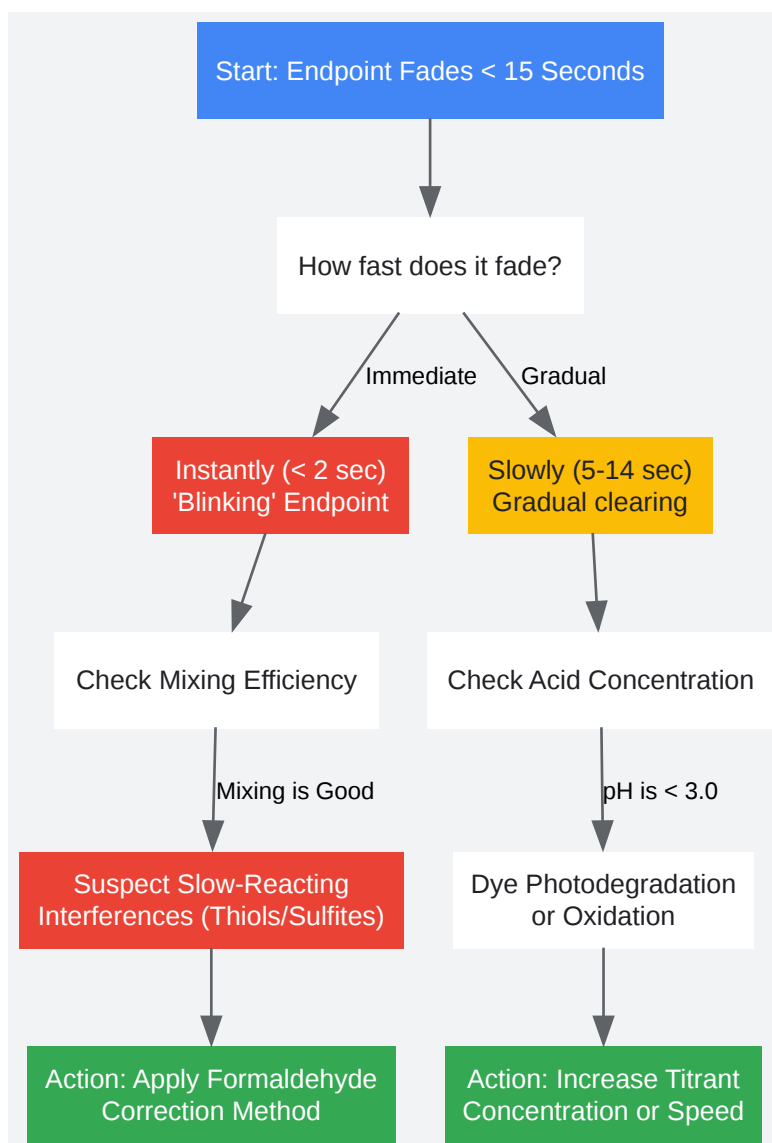 Start: Endpoint Fades < 15 Seconds
How fast does it fade?
Immediate
Gradual
Instantly (< 2 sec)
'Blinking' Endpoint
Slowly (5-14 sec)
Gradual clearing
Check Mixing Efficiency
Check Acid Concentration
Mixing is Good
pH is < 3.0
Suspect Slow-Reacting
Interferences (Thiols/Sulfites)
Dye Photodegradation
or Oxidation
Action: Apply Formaldehyde
Correction Method
Action: Increase Titrant
Concentration or Speed